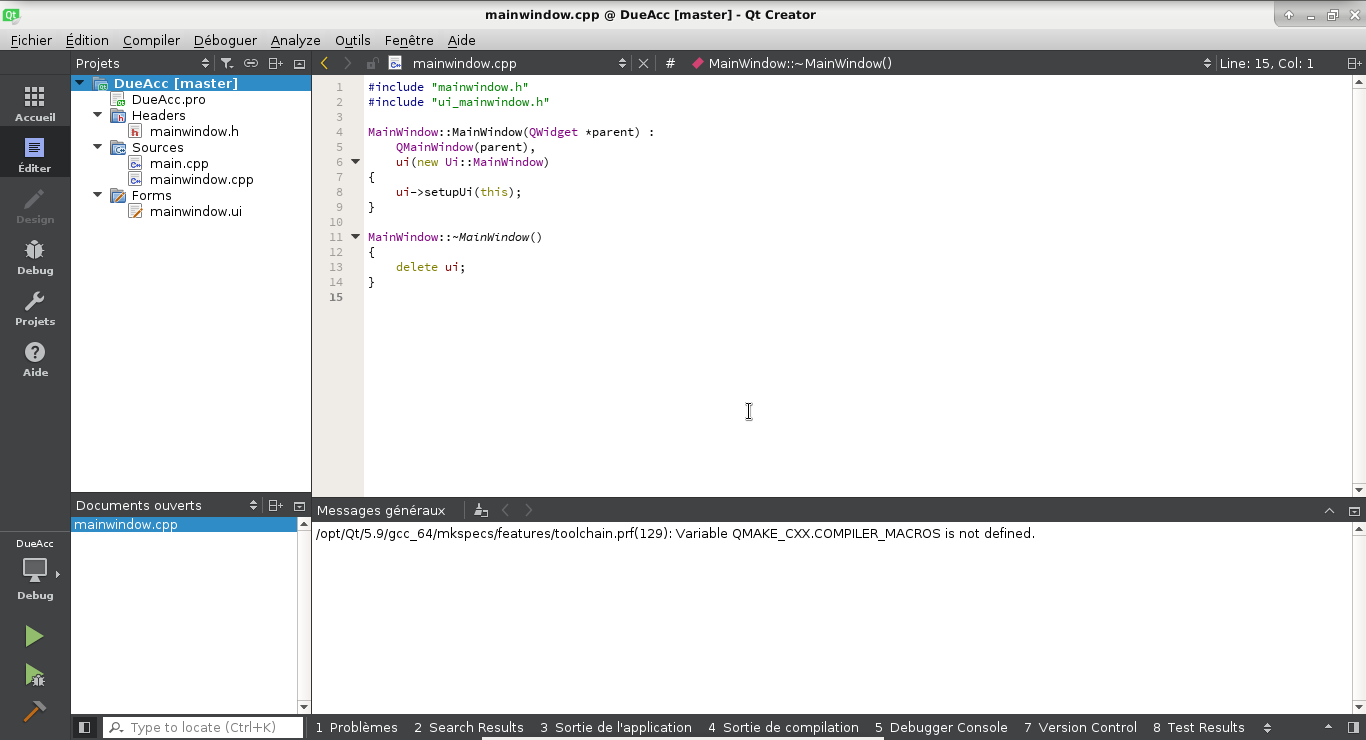 mainwindow.cpp @ DueAcc [master] - Qt Creator
Fichier Édition Compiler Déboguer Analyze Outils Fenêtre Aide
Projets
mainwindow.cpp
# MainWindow::~MainWindow()
Line: 15, Col: 1
Accueil
Éditer
Design
Debug
Projets
Aide
DueAcc [master]
DueAcc.pro
Headers
mainwindow.h
Sources
main.cpp
mainwindow.cpp
Forms
mainwindow.ui
1 #include "mainwindow.h"
2 #include "ui_mainwindow.h"
3
4 MainWindow::MainWindow(QWidget *parent) :
5     QMainWindow(parent),
6     ui(new Ui::MainWindow)
7 {
8     ui->setupUi(this);
9 }
10
11 MainWindow::~MainWindow()
12 {
13     delete ui;
14 }
15
Documents ouverts
mainwindow.cpp
Messages généraux
/opt/Qt/5.9/gcc_64/mkspecs/features/toolchain.prf(129): Variable QMAKE_CXX.COMPILER_MACROS is not defined.
DueAcc
Debug
Type to locate (Ctrl+K)
1 Problèmes 2 Search Results 3 Sortie de l'application 4 Sortie de compilation 5 Debugger Console 7 Version Control 8 Test Results